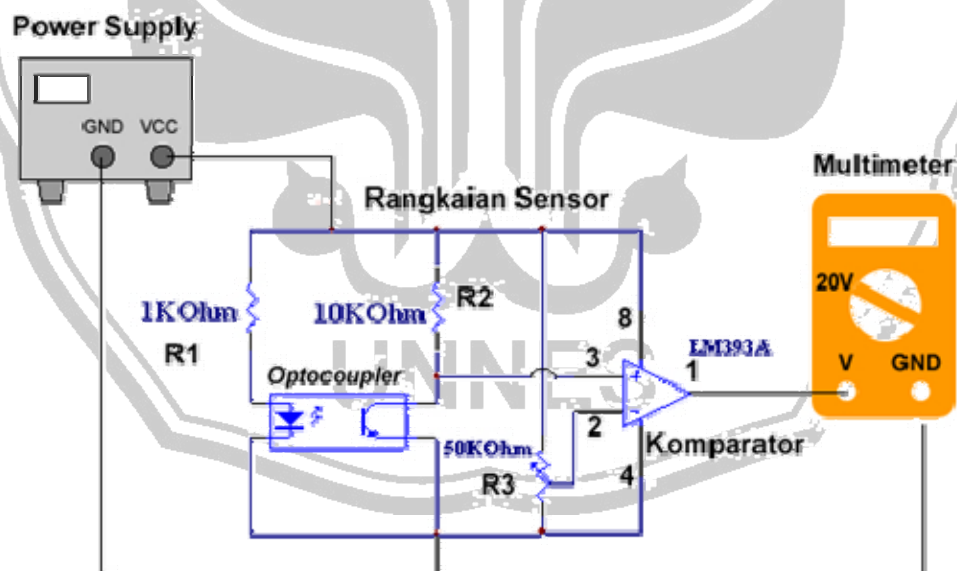 Power Supply
GND VCC
Multimeter
Rangkaian Sensor
20V
1KOhm
R1
10KOhm
R2
8
LM393A
V GND
3
1
Optocoupler
UNNES
2
Komparator
50KOhm
R3
4